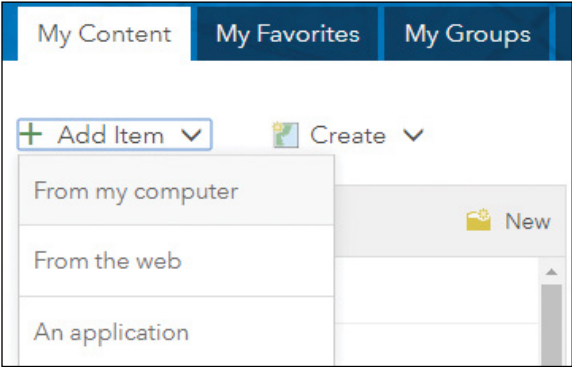 My Content My Favorites My Groups
+ Add Item Create
From my computer
New
From the web
An application